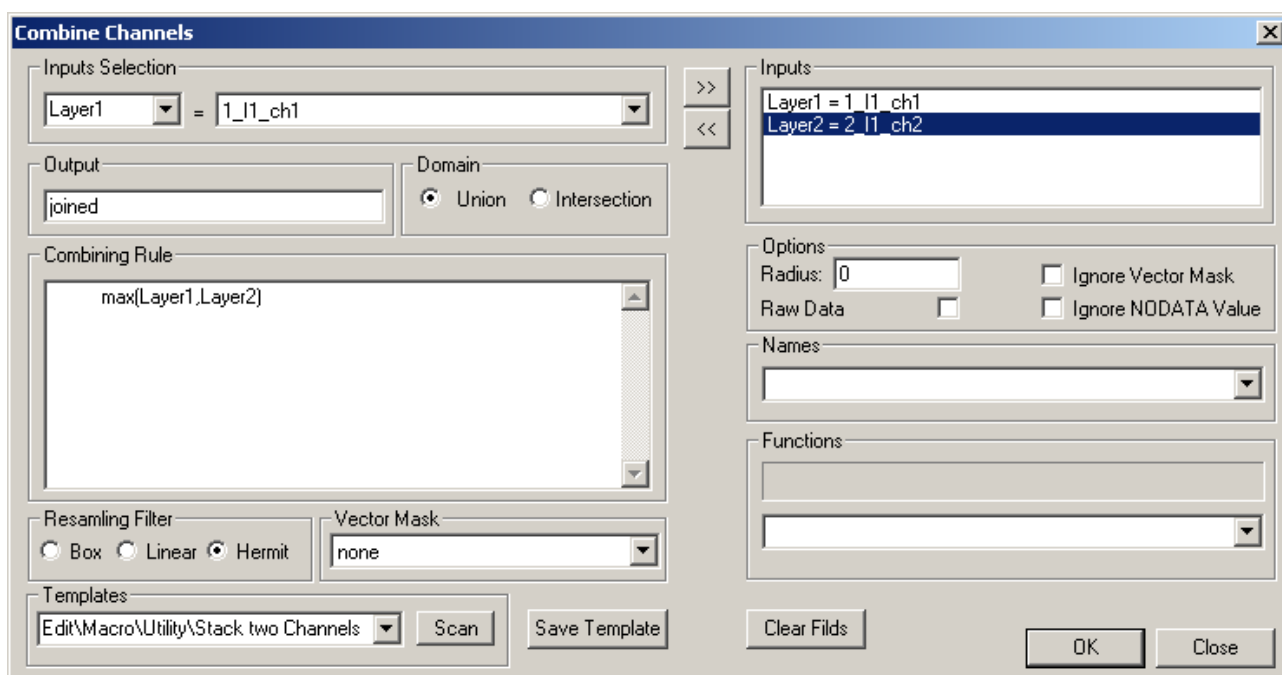 Combine Channels
Inputs Selection
Layer1 = 1_l1_ch1
>>
<<
Inputs
Layer1 = 1_l1_ch1
Layer2 = 2_l1_ch2
Output
joined
Domain
Union Intersection
Combining Rule
max(Layer1,Layer2)
Options
Radius: 0
Ignore Vector Mask
Raw Data
Ignore NODATA Value
Names
Functions
Resamling Filter
Box Linear Hermit
Vector Mask
none
Templates
Edit\Macro\Utility\Stack two Channels
Scan
Save Template
Clear Filds
OK
Close